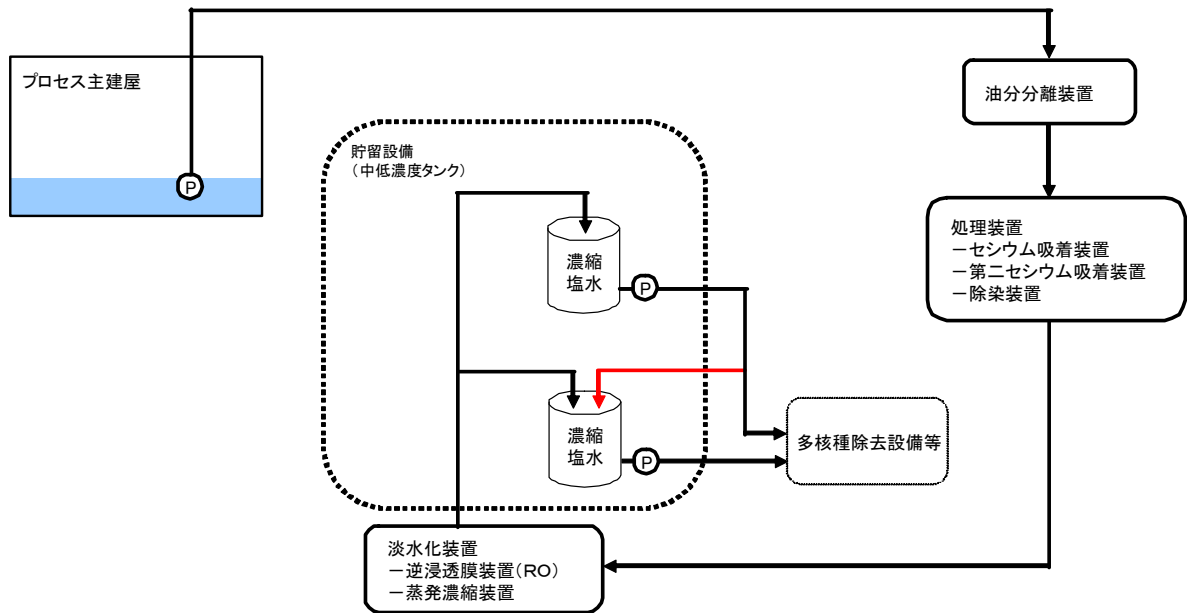 プロセス主建屋
P
油分分離装置
貯留設備
(中低濃度タンク)
処理装置
－セシウム吸着装置
－第二セシウム吸着装置
－除染装置
濃縮
塩水
P
濃縮
塩水
P
多核種除去設備等
淡水化装置
－逆浸透膜装置(RO)
－蒸発濃縮装置